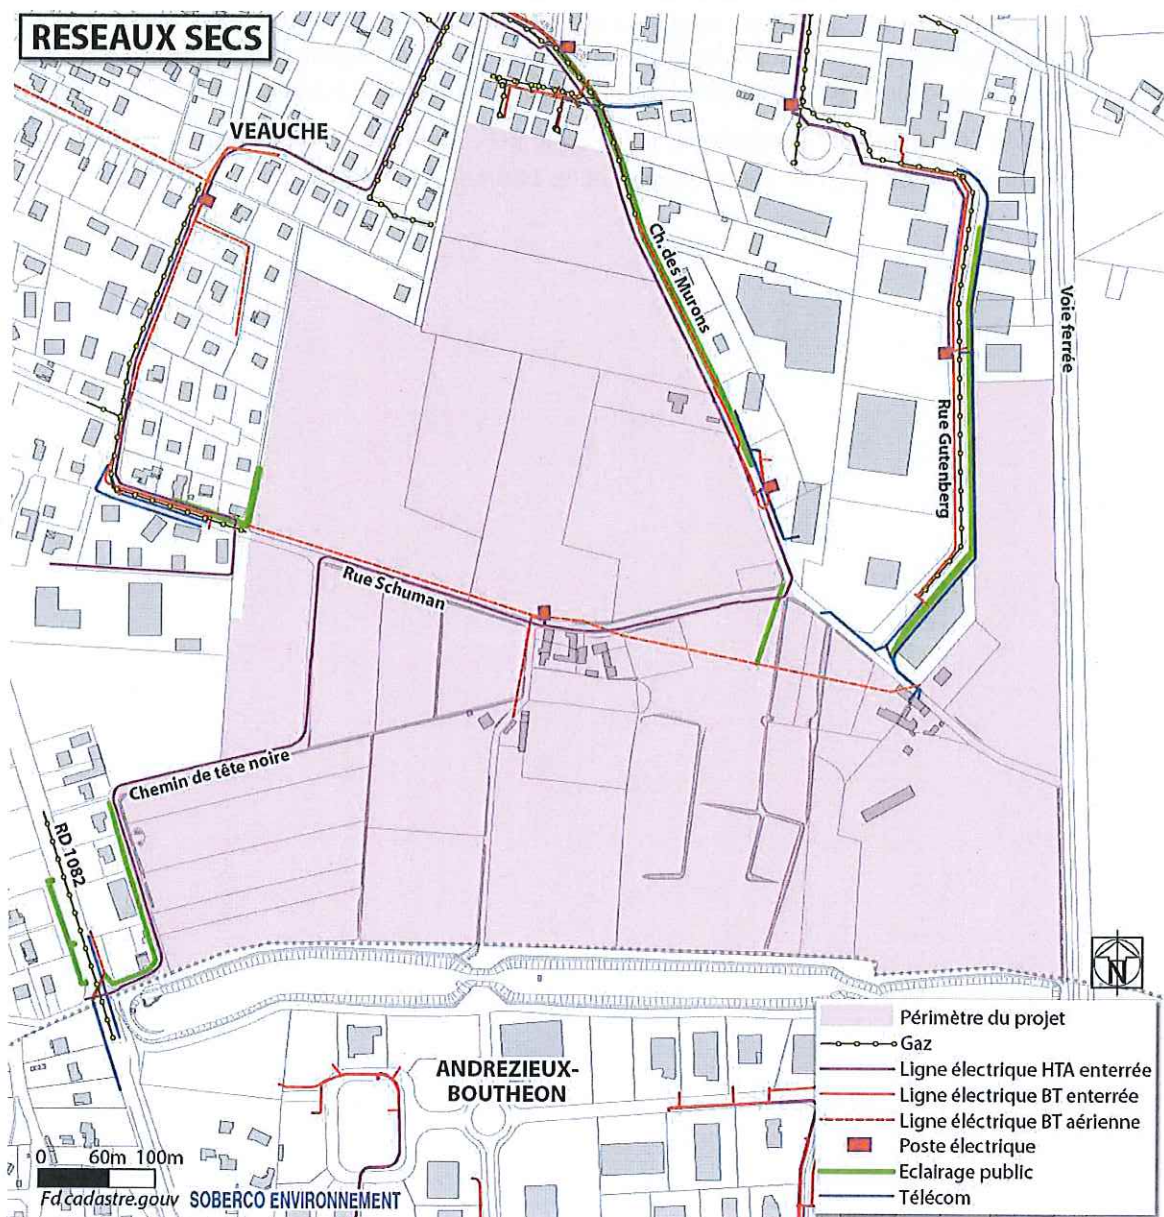 RESEAUX SECS
VEAUCHE
Ch. des Murons
Voie ferrée
Rue Gutenberg
Rue Schuman
Chemin de tête noire
RD 1082
N
ANDREZIEUX-
BOUTHEON
Périmètre du projet
Gaz
Ligne électrique HTA enterrée
Ligne électrique BT enterrée
Ligne éléctrique BT aérienne
Poste électrique
Eclairage public
Télécom
0 60m 100m
Fd.cadastre.gouv SOBERCO ENVIRONNEMENT